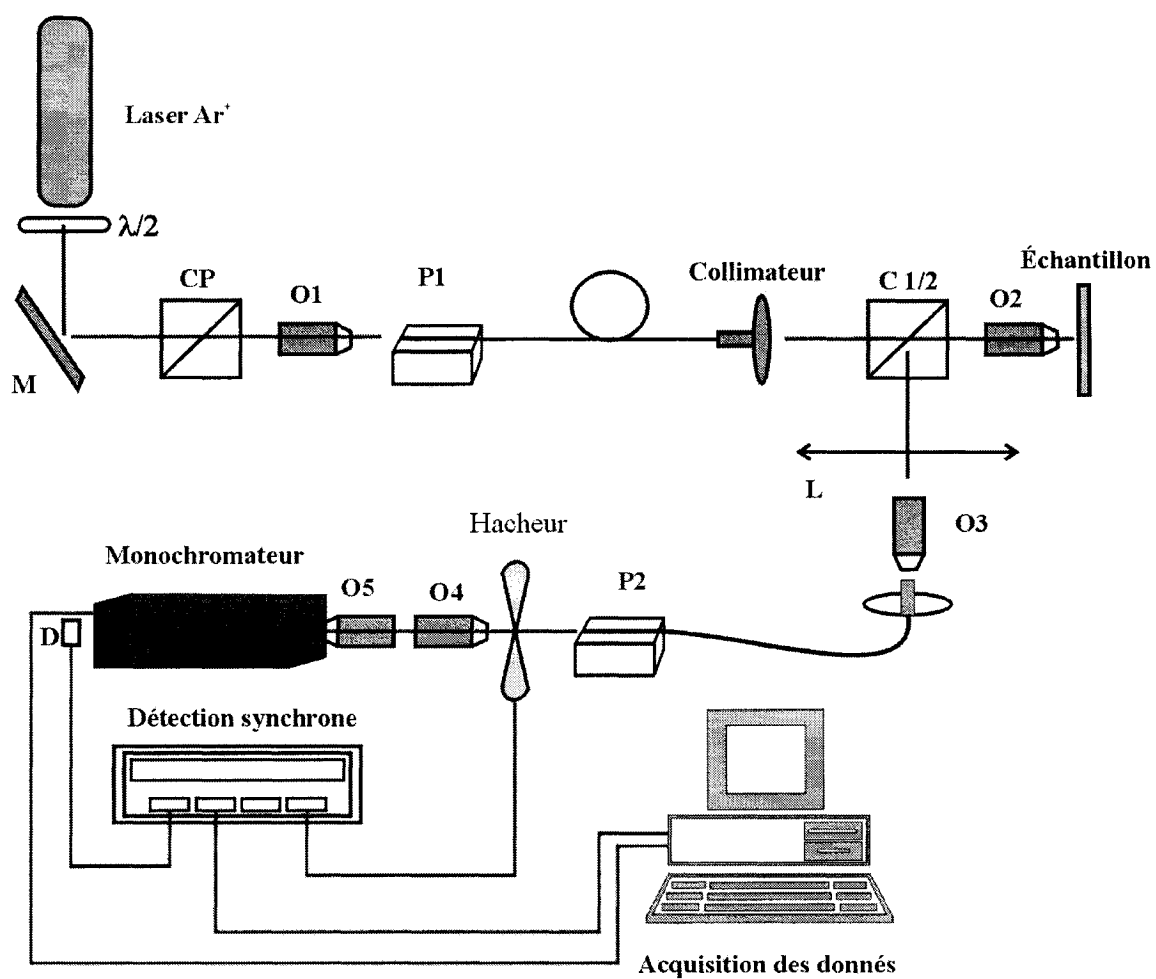 Laser Ar⁺
λ/2
CP
O1
P1
Collimateur
C 1/2
O2
Échantillon
M
L
O3
Hacheur
Monochromateur
O5
O4
P2
D
Détection synchrone
Acquisition des donnés